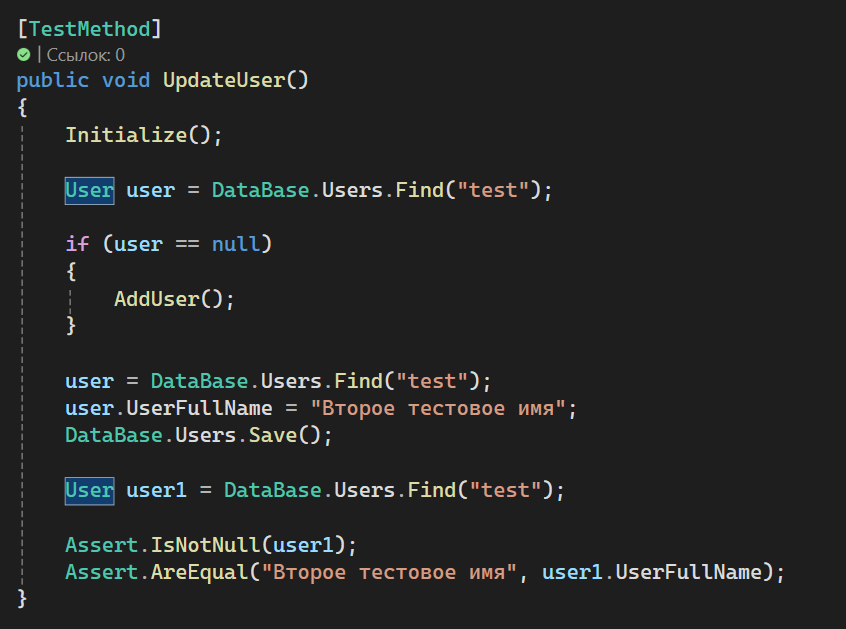 [TestMethod]
| Ссылок: 0
public void UpdateUser()
{
Initialize();
User user = DataBase.Users.Find("test");
if (user == null)
{
AddUser();
}
user = DataBase.Users.Find("test");
user.UserFullName = "Второе тестовое имя";
DataBase.Users.Save();
User user1 = DataBase.Users.Find("test");
Assert.IsNotNull(user1);
Assert.AreEqual("Второе тестовое имя", user1.UserFullName);
}